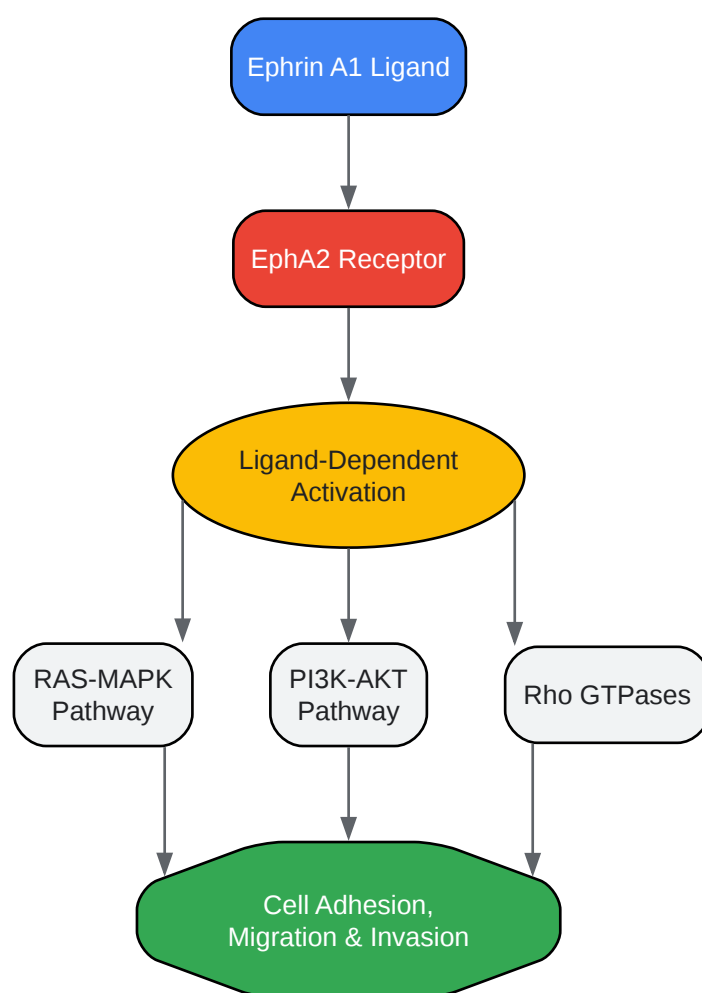 Ephrin A1 Ligand
EphA2 Receptor
Ligand-Dependent
Activation
RAS-MAPK
Pathway
PI3K-AKT
Pathway
Rho GTPases
Cell Adhesion,
Migration & Invasion